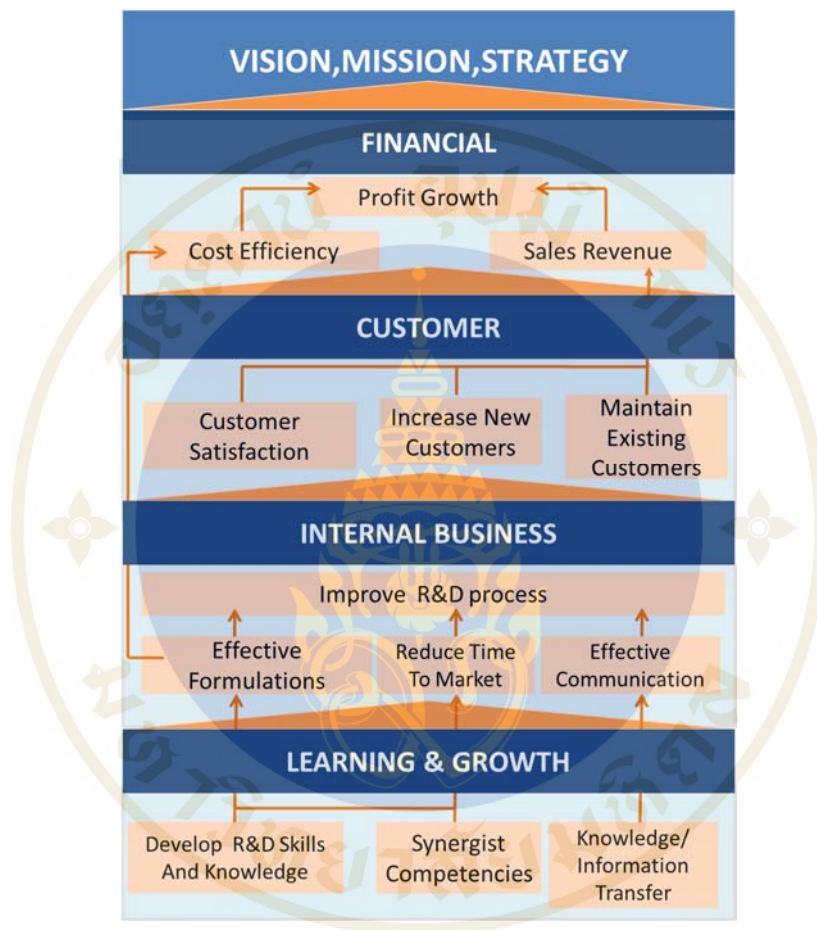 VISION,MISSION,STRATEGY
FINANCIAL
Profit Growth
Cost Efficiency
Sales Revenue
CUSTOMER
Customer
Satisfaction
Increase New
Customers
Maintain
Existing
Customers
INTERNAL BUSINESS
Improve R&D process
Effective
Formulations
Reduce Time
To Market
Effective
Communication
LEARNING & GROWTH
Develop R&D Skills
And Knowledge
Synergist
Competencies
Knowledge/
Information
Transfer